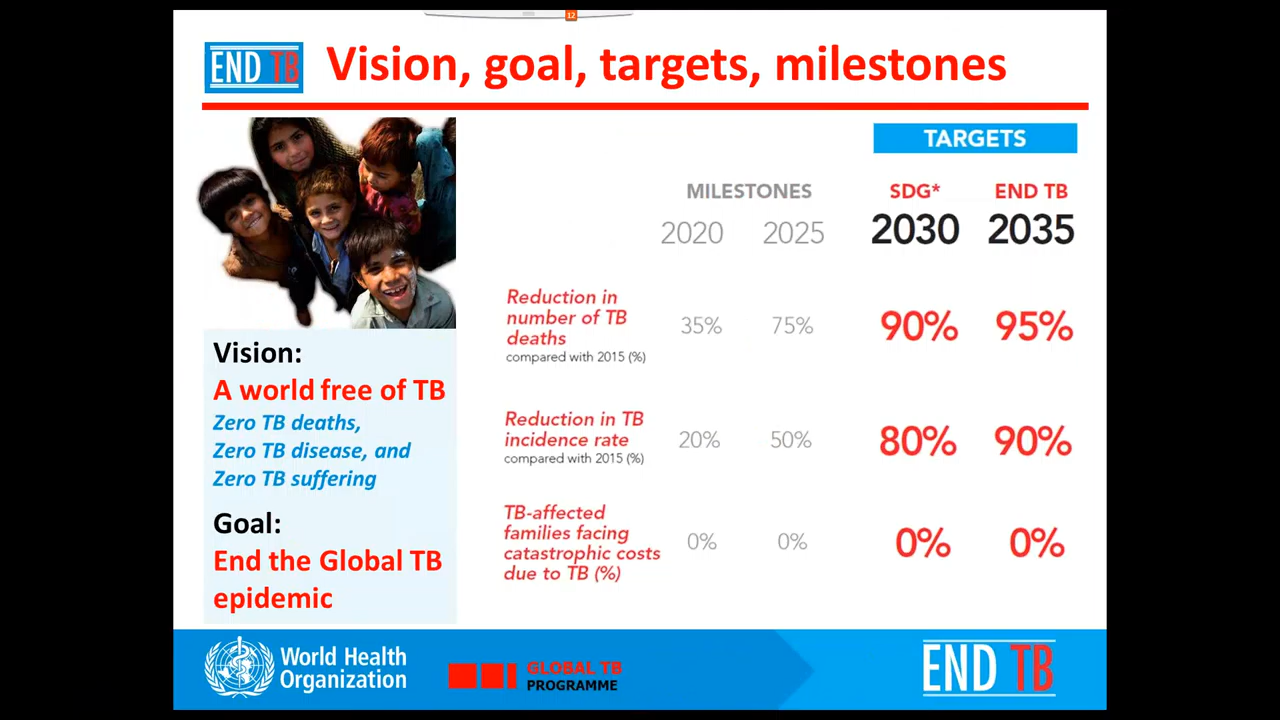 12
END TB Vision, goal, targets, milestones
TARGETS
MILESTONES SDG* END TB
2020 2025 2030 2035
Reduction in
number of TB
deaths
compared with 2015 (%)
35% 75% 90% 95%
Reduction in TB
incidence rate
compared with 2015 (%)
20% 50% 80% 90%
TB-affected
families facing
catastrophic costs
due to TB (%)
0% 0% 0% 0%
Vision:
A world free of TB
Zero TB deaths,
Zero TB disease, and
Zero TB suffering
Goal:
End the Global TB
epidemic
World Health
Organization
GLOBAL TB
PROGRAMME
END TB